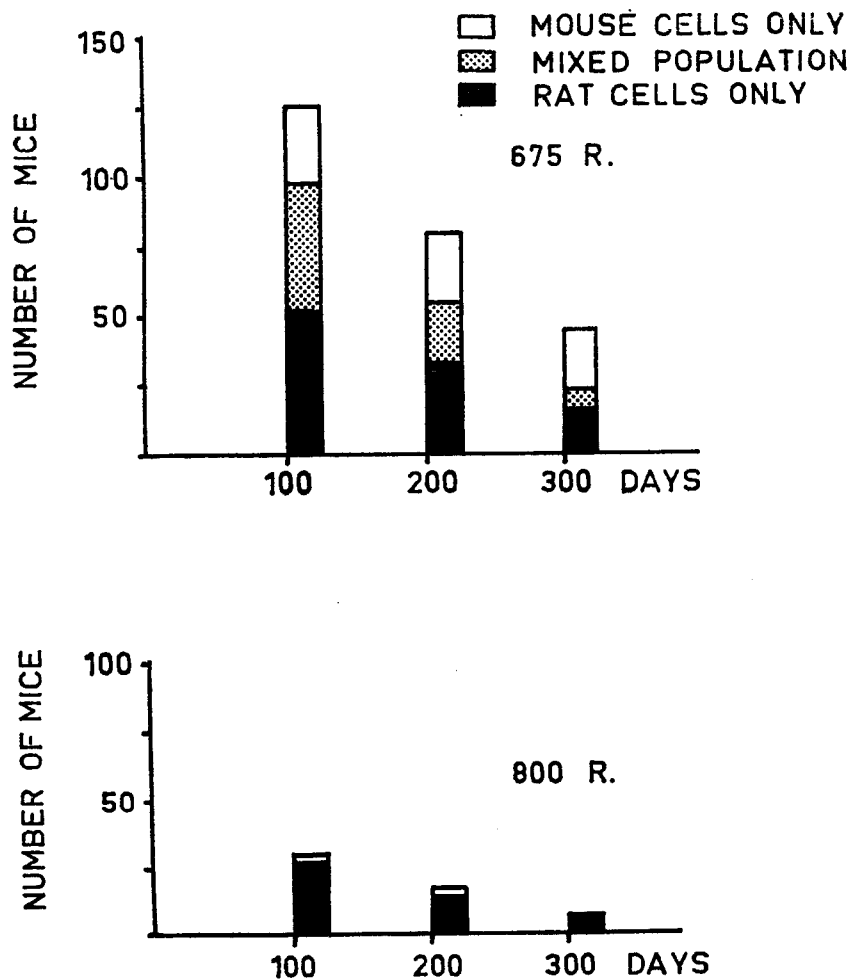 MOUSE CELLS ONLY
MIXED POPULATION
RAT CELLS ONLY
675 R.
NUMBER OF MICE
150
100
50
100 200 300 DAYS
800 R.
NUMBER OF MICE
100
50
100 200 300 DAYS